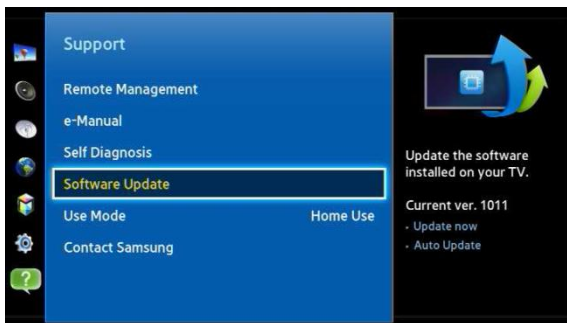 Support
Remote Management
e-Manual
Self Diagnosis
Software Update
Use Mode Home Use
Contact Samsung
Update the software
installed on your TV.
Current ver. 1011
- Update now
- Auto Update
?